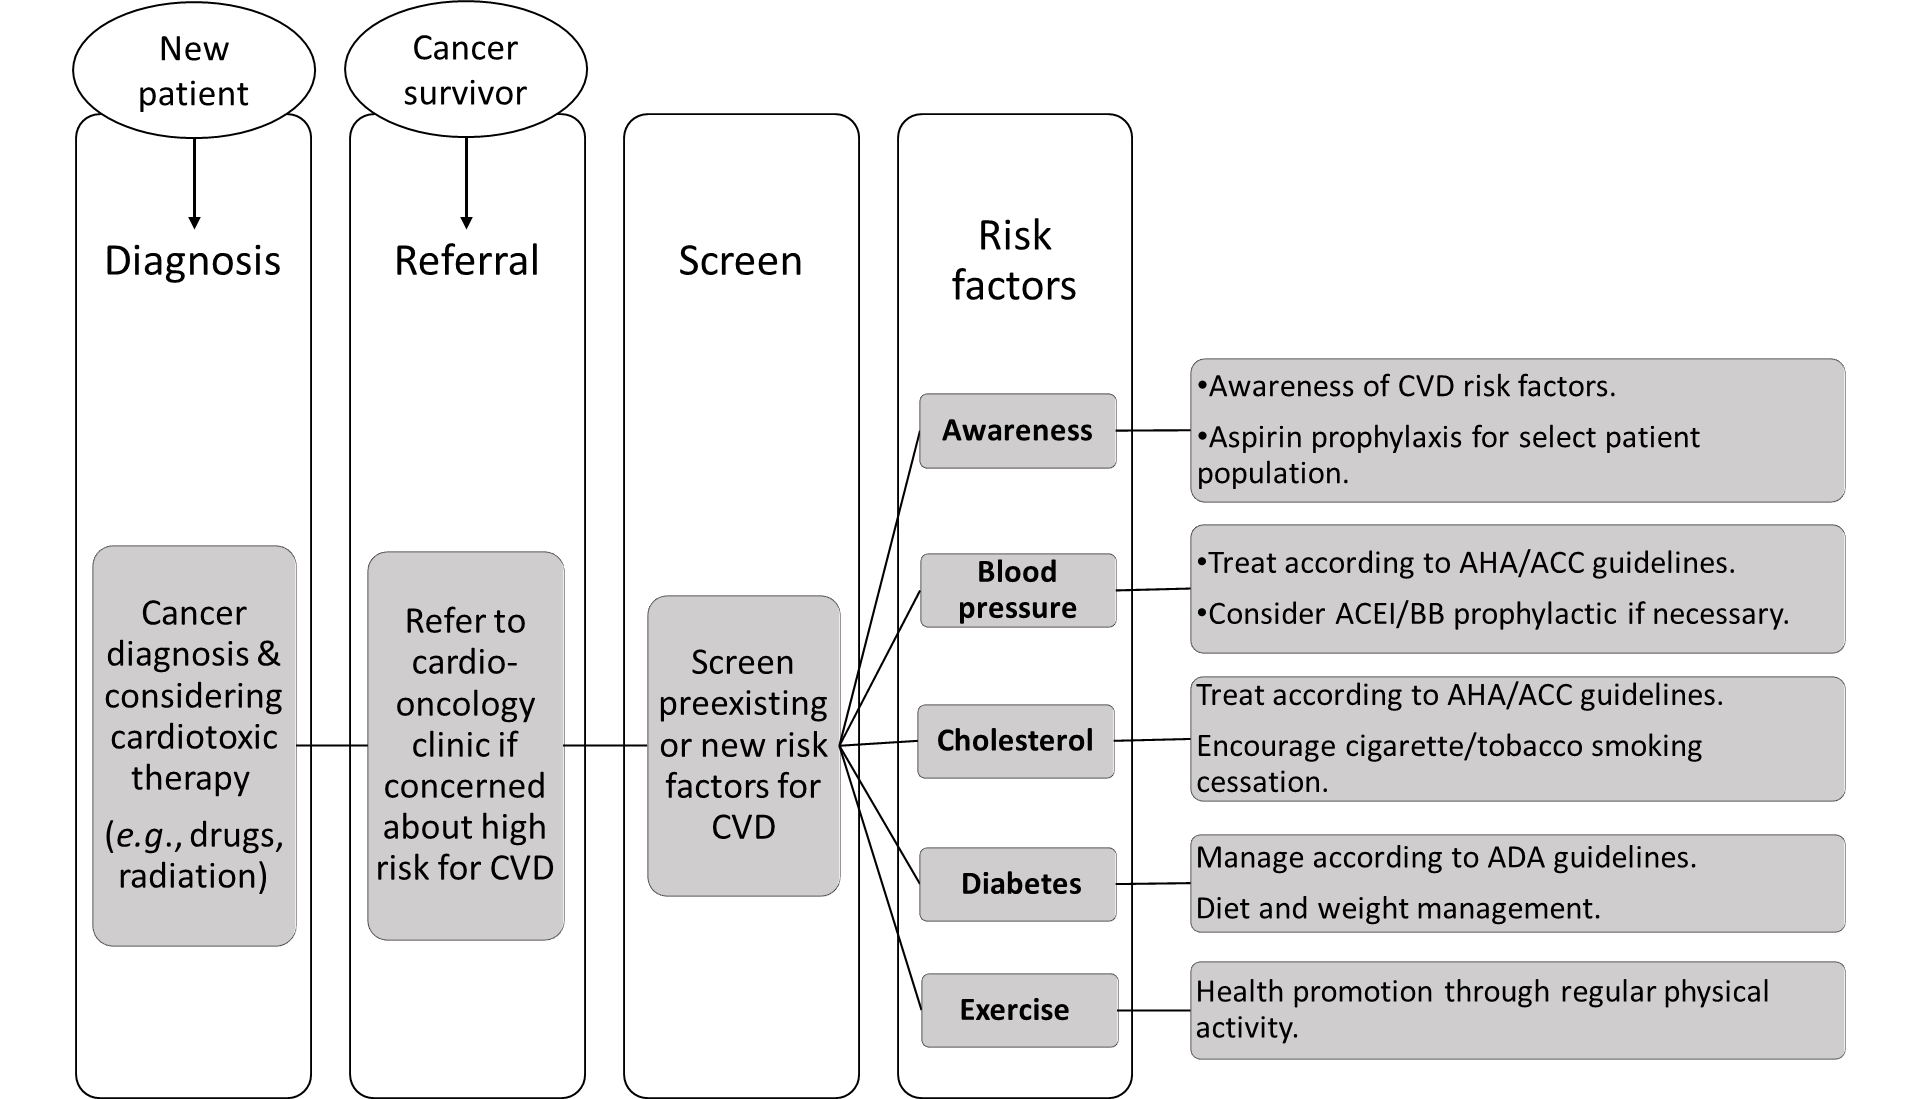 New
patient
Cancer
survivor
Diagnosis
Referral
Screen
Risk
factors
Cancer
diagnosis &
considering
cardiotoxic
therapy
(e.g., drugs,
radiation)
Refer to
cardio-
oncology
clinic if
concerned
about high
risk for CVD
Screen
preexisting
or new risk
factors for
CVD
Awareness
•Awareness of CVD risk factors.
•Aspirin prophylaxis for select patient
population.
Blood
pressure
•Treat according to AHA/ACC guidelines.
•Consider ACEI/BB prophylactic if necessary.
Cholesterol
Treat according to AHA/ACC guidelines.
Encourage cigarette/tobacco smoking
cessation.
Diabetes
Manage according to ADA guidelines.
Diet and weight management.
Exercise
Health promotion through regular physical
activity.